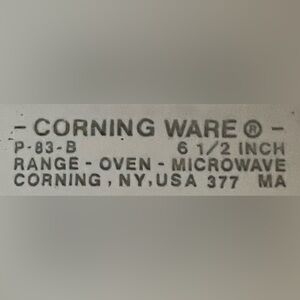 - CORNING WARE ® -
P-83-B 6 1/2 INCH
RANGE - OVEN - MICROWAVE
CORNING, NY, USA 377 MA